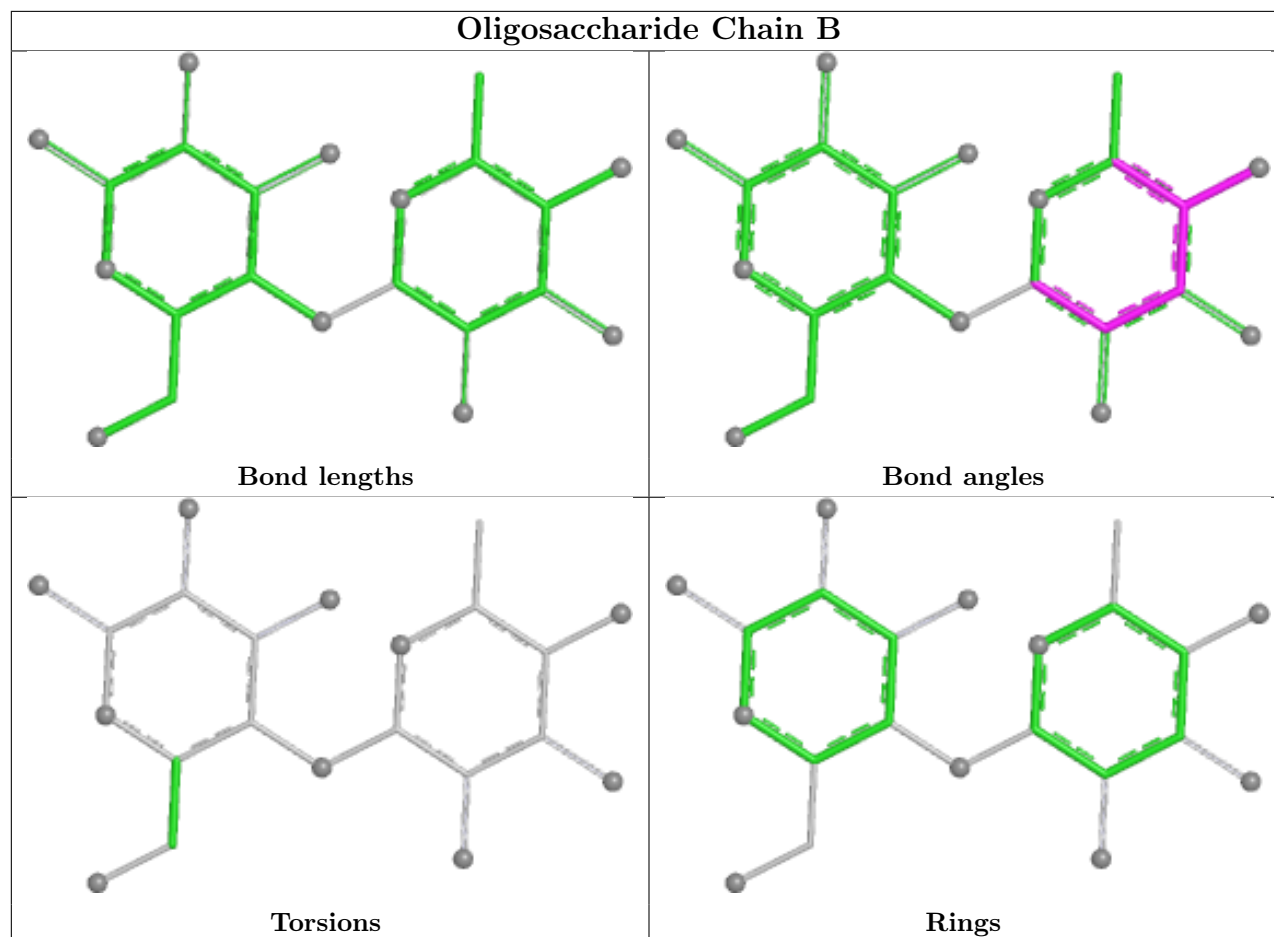 Oligosaccharide Chain B
Bond lengths
Bond angles
Torsions
Rings